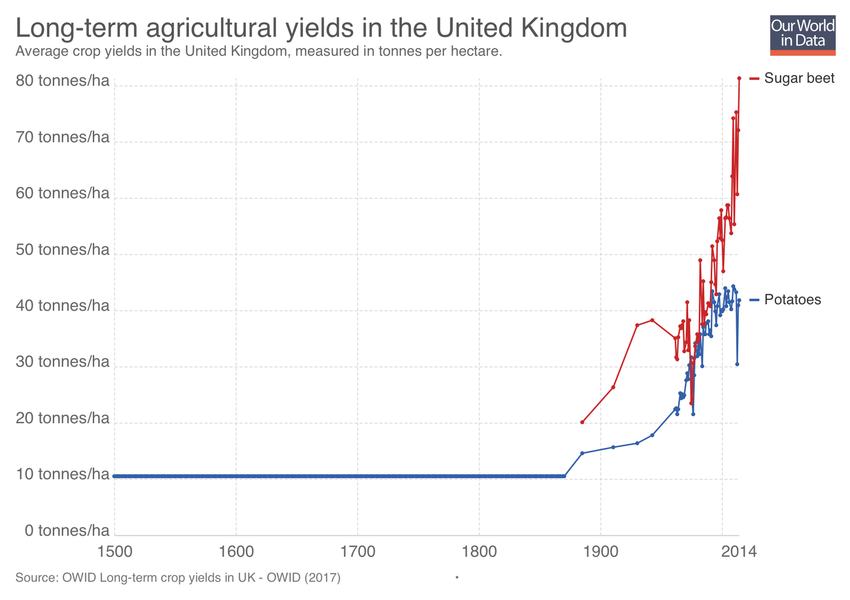 Long-term agricultural yields in the United Kingdom
Average crop yields in the United Kingdom, measured in tonnes per hectare.
Our World
in Data
80 tonnes/ha
Sugar beet
70 tonnes/ha
60 tonnes/ha
50 tonnes/ha
40 tonnes/ha
Potatoes
30 tonnes/ha
20 tonnes/ha
10 tonnes/ha
0 tonnes/ha
1500 1600 1700 1800 1900 2014
Source: OWID Long-term crop yields in UK - OWID (2017) •